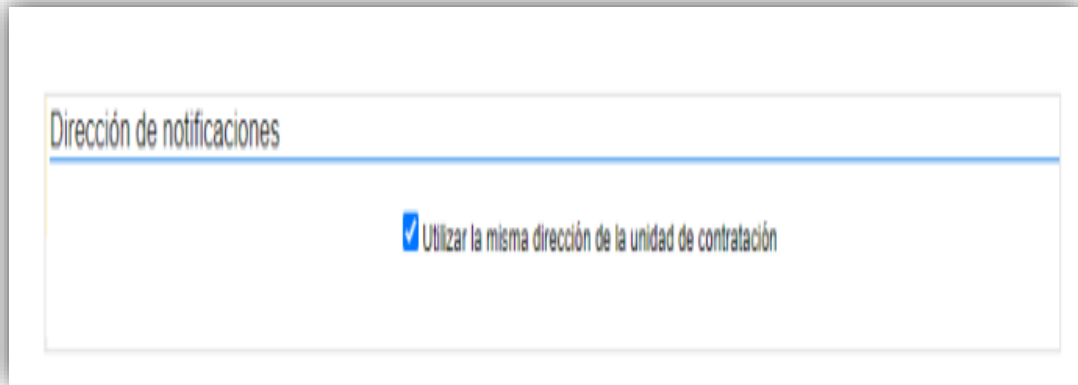 Dirección de notificaciones
Utilizar la misma dirección de la unidad de contratación